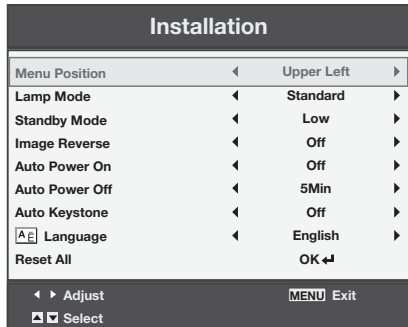 Installation
Menu Position Upper Left
Lamp Mode Standard
Standby Mode Low
Image Reverse Off
Auto Power On Off
Auto Power Off 5Min
Auto Keystone Off
Language English
Reset All OK
Adjust MENU Exit
Select